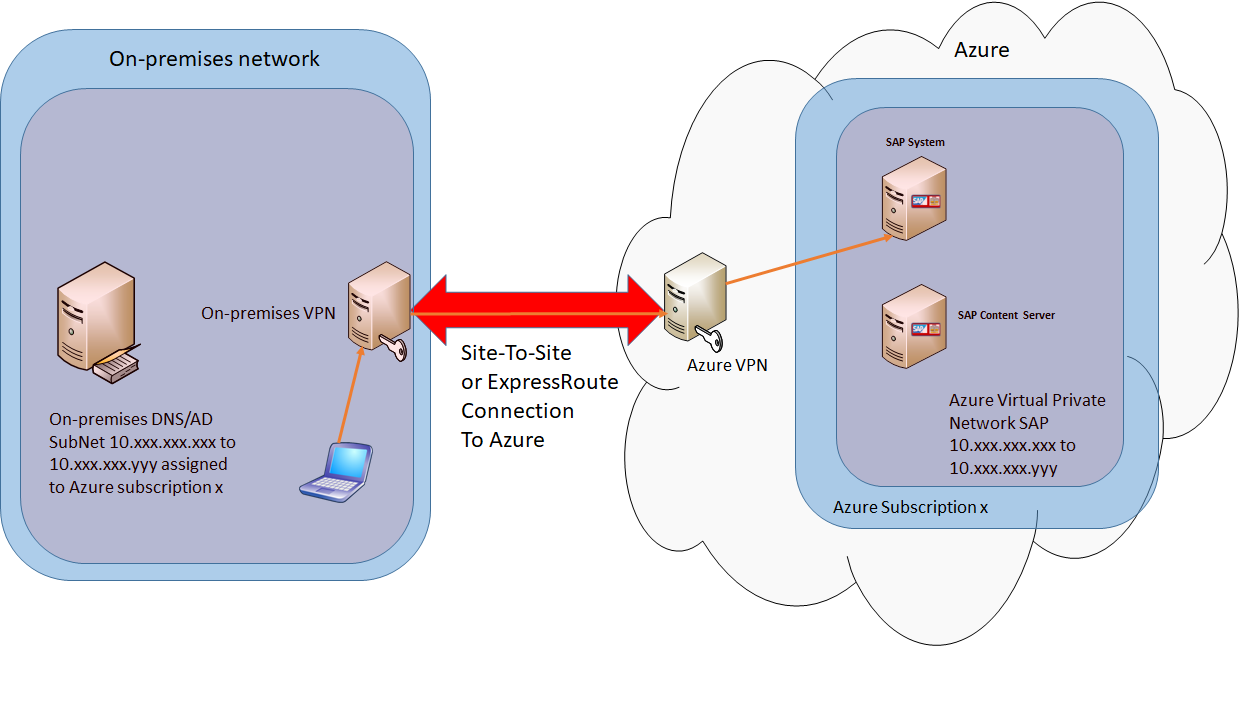 On-premises network
Azure
SAP System
SAP
On-premises VPN
SAP Content Server
SAP
Site-To-Site
or ExpressRoute
Connection
To Azure
Azure VPN
On-premises DNS/AD
SubNet 10.xxx.xxx.xxx to
10.xxx.xxx.yyy assigned
to Azure subscription x
Azure Virtual Private
Network SAP
10.xxx.xxx.xxx to
10.xxx.xxx.yyy
Azure Subscription x